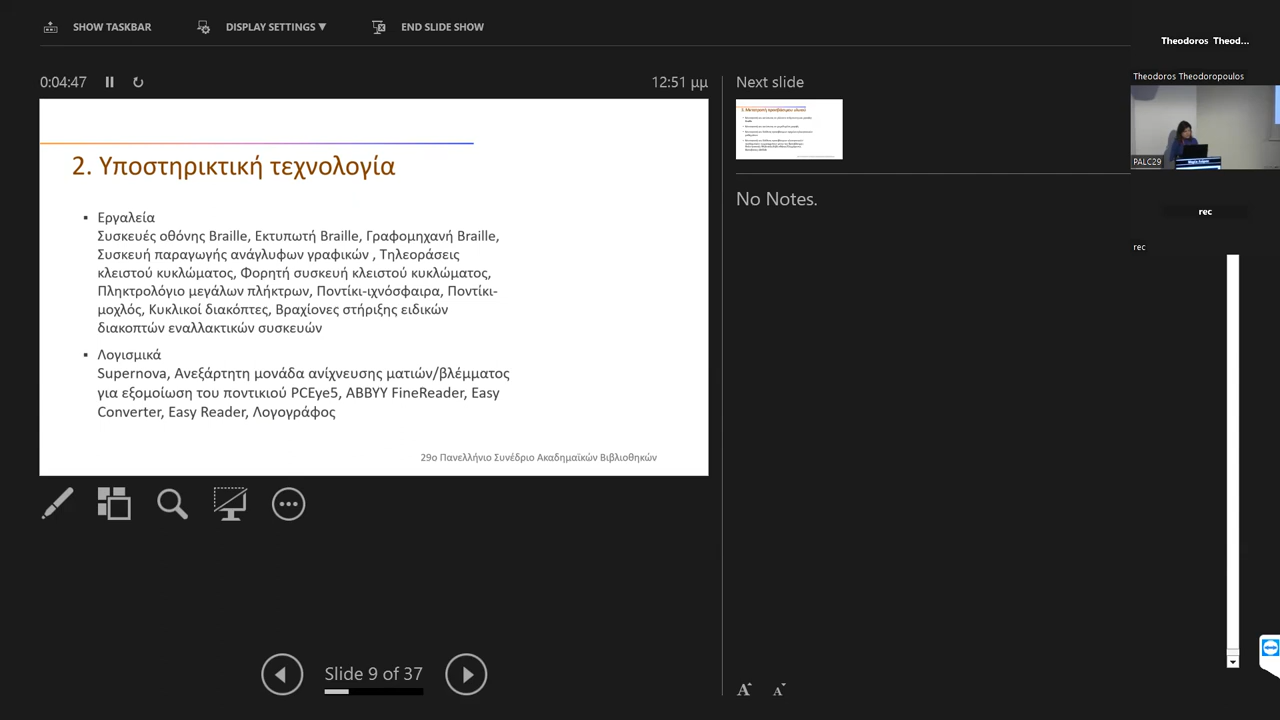 SHOW TASKBAR
DISPLAY SETTINGS ▼
END SLIDE SHOW
0:04:47
12:51 μμ
2. Υποστηρικτική τεχνολογία
▪ Εργαλεία
Συσκευές οθόνης Braille, Εκτυπωτή Braille, Γραφομηχανή Braille,
Συσκευή παραγωγής ανάγλυφων γραφικών , Τηλεοράσεις
κλειστού κυκλώματος, Φορητή συσκευή κλειστού κυκλώματος,
Πληκτρολόγιο μεγάλων πλήκτρων, Ποντίκι-ιχνόσφαιρα, Ποντίκι-
μοχλός, Κυκλικοί διακόπτες, Βραχίονες στήριξης ειδικών
διακοπτών εναλλακτικών συσκευών
▪ Λογισμικά
Supernova, Ανεξάρτητη μονάδα ανίχνευσης ματιών/βλέμματος
για εξομοίωση του ποντικιού PCEye5, ABBYY FineReader, Easy
Converter, Easy Reader, Λογογράφος
29ο Πανελλήνιο Συνέδριο Ακαδημαϊκών Βιβλιοθηκών
Slide 9 of 37
Next slide
No Notes.
Theodoros Theod...
Theodoros Theodoropoulos
PALC29
rec
rec